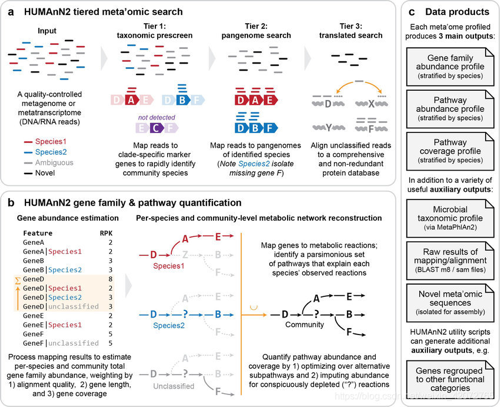 a HUMAnN2 tiered meta'omic search
Input
A quality-controlled
metagenome or
metatranscriptome
(DNA/RNA reads)
Species1
Species2
Ambiguous
Novel
Tier 1:
taxonomic prescreen
D A E
D B F
not detected
E C F
Map reads to
clade-specific marker
genes to rapidly identify
community species
Tier 2:
pangenome search
D A E
D B F
Map reads to pangenomes
of identified species
(Note Species2 isolate
missing gene F)
Tier 3:
translated search
D X
Y F
Align unclassified reads
to a comprehensive
and non-redundant
protein database
b HUMAnN2 gene family & pathway quantification
Gene abundance estimation
Feature RPK
GeneA 2
GeneA|Species1 2
GeneB 3
GeneB|Species2 3
GeneD 8
GeneD|Species1 2
GeneD|Species2 3
GeneD|unclassified 3
GeneE 2
GeneE|Species1 2
GeneF 5
GeneF|unclassified 5
Σ
Process mapping results to estimate
per-species and community total
gene family abundance, weighting by
1) alignment quality, 2) gene length,
and 3) gene coverage
Per-species and community-level metabolic network reconstruction
A E
D Z B
Species1 F
A E
D ? B
Species2 F
A E
D ? B
Unclassified F
Map genes to metabolic reactions;
identify a parsimonious set
of pathways that explain each
species' observed reactions
A E
D ? B
Community F
Quantify pathway abundance and
coverage by 1) optimizing over alternative
subpathways and 2) imputing abundance
for conspicuously depleted ("?") reactions
c Data products
Each meta'ome profiled
produces 3 main outputs:
Gene family
abundance profile
(stratified by species)
Pathway
abundance profile
(stratified by species)
Pathway
coverage profile
(stratified by species)
In addition to a variety of
useful auxiliary outputs:
Microbial
taxonomic profile
(via MetaPhlAn2)
Raw results of
mapping/alignment
(BLAST m8 / sam files)
Novel meta'omic
sequences
(isolated for assembly)
HUMAnN2 utility scripts
can generate additional
auxiliary outputs, e.g.
Genes regrouped to
other functional
categories